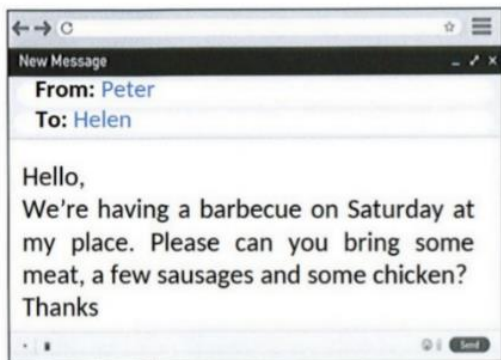 New Message
From: Peter
To: Helen
Hello,
We're having a barbecue on Saturday at
my place. Please can you bring some
meat, a few sausages and some chicken?
Thanks
Send